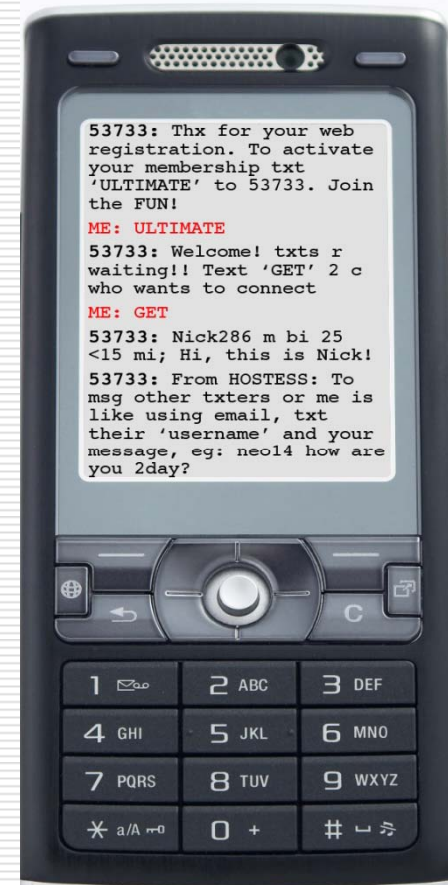 53733: Thx for your web
registration. To activate
your membership txt
‘ULTIMATE’ to 53733. Join
the FUN!
ME: ULTIMATE
53733: Welcome! txts r
waiting!! Text ‘GET’ 2 c
who wants to connect
ME: GET
53733: Nick286 m bi 25
<15 mi; Hi, this is Nick!
53733: From HOSTESS: To
msg other txters or me is
like using email, txt
their ‘username’ and your
message, eg: neo14 how are
you 2day?
C
1 2 ABC 3 DEF
4 GHI 5 JKL 6 MNO
7 PQRS 8 TUV 9 WXYZ
* a/A 0 + #